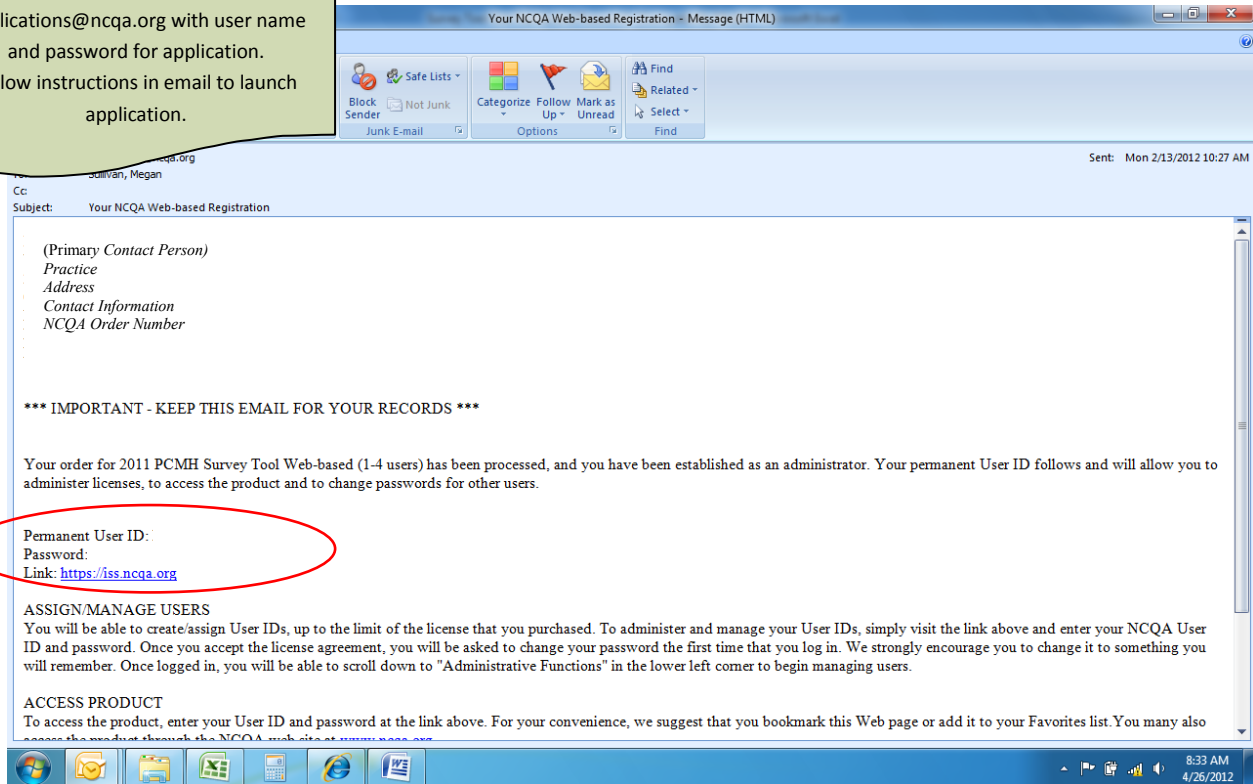 lications@ncqa.org with user name
and password for application.
low instructions in email to launch
application.
Your NCQA Web-based Registration - Message (HTML)
Block Sender
Safe Lists
Not Junk
Junk E-mail
Categorize
Follow Up
Mark as Unread
Options
Find
Related
Select
Find
Sent: Mon 2/13/2012 10:27 AM
Sullivan, Megan
Cc:
Subject: Your NCQA Web-based Registration
(Primary Contact Person)
Practice
Address
Contact Information
NCQA Order Number
*** IMPORTANT - KEEP THIS EMAIL FOR YOUR RECORDS ***
Your order for 2011 PCMH Survey Tool Web-based (1-4 users) has been processed, and you have been established as an administrator. Your permanent User ID follows and will allow you to
administer licenses, to access the product and to change passwords for other users.
Permanent User ID:
Password:
Link: https://iss.ncqa.org
ASSIGN/MANAGE USERS
You will be able to create/assign User IDs, up to the limit of the license that you purchased. To administer and manage your User IDs, simply visit the link above and enter your NCQA User
ID and password. Once you accept the license agreement, you will be asked to change your password the first time that you log in. We strongly encourage you to change it to something you
will remember. Once logged in, you will be able to scroll down to "Administrative Functions" in the lower left corner to begin managing users.
ACCESS PRODUCT
To access the product, enter your User ID and password at the link above. For your convenience, we suggest that you bookmark this Web page or add it to your Favorites list.You many also
access the product through the NCQA web site at www.ncqa.org
8:33 AM
4/26/2012